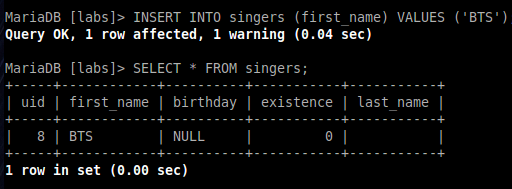 MariaDB [labs]> INSERT INTO singers (first_name) VALUES ('BTS')
Query OK, 1 row affected, 1 warning (0.04 sec)
MariaDB [labs]> SELECT * FROM singers;
+-----+------------+----------+-----------+-----------+
| uid | first_name | birthday | existence | last_name |
+-----+------------+----------+-----------+-----------+
|   8 | BTS        | NULL     |         0 |           |
+-----+------------+----------+-----------+-----------+
1 row in set (0.00 sec)